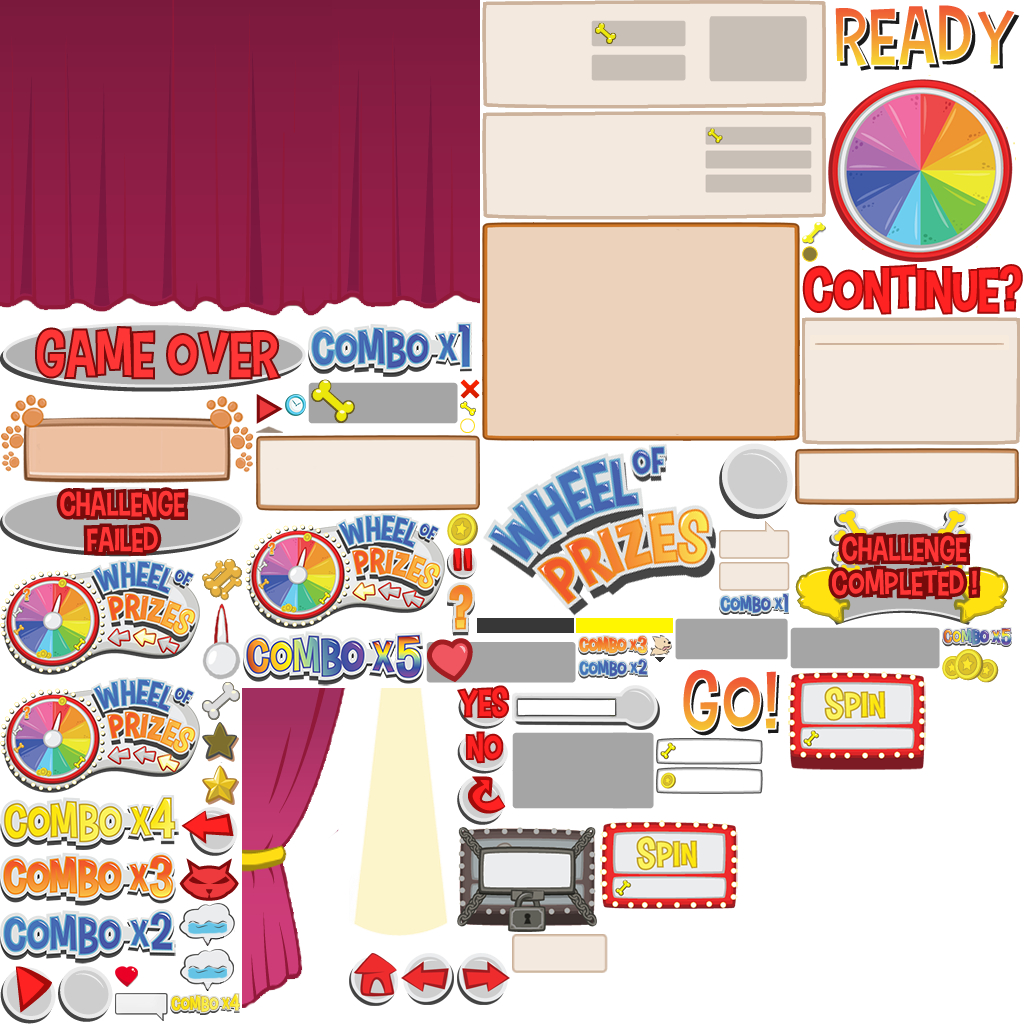 READY
CONTINUE?
GAME OVER
COMBO x1
CHALLENGE
FAILED
WHEEL OF
PRIZES
WHEEL OF
PRIZES
?
WHEEL OF
PRIZES
COMBO x1
CHALLENGE
COMPLETED !
COMBO x5
COMBO x3
COMBO x2
COMBO x5
WHEEL OF
PRIZES
YES
GO!
SPIN
NO
COMBO x4
SPIN
COMBO x3
COMBO x2
COMBO x4